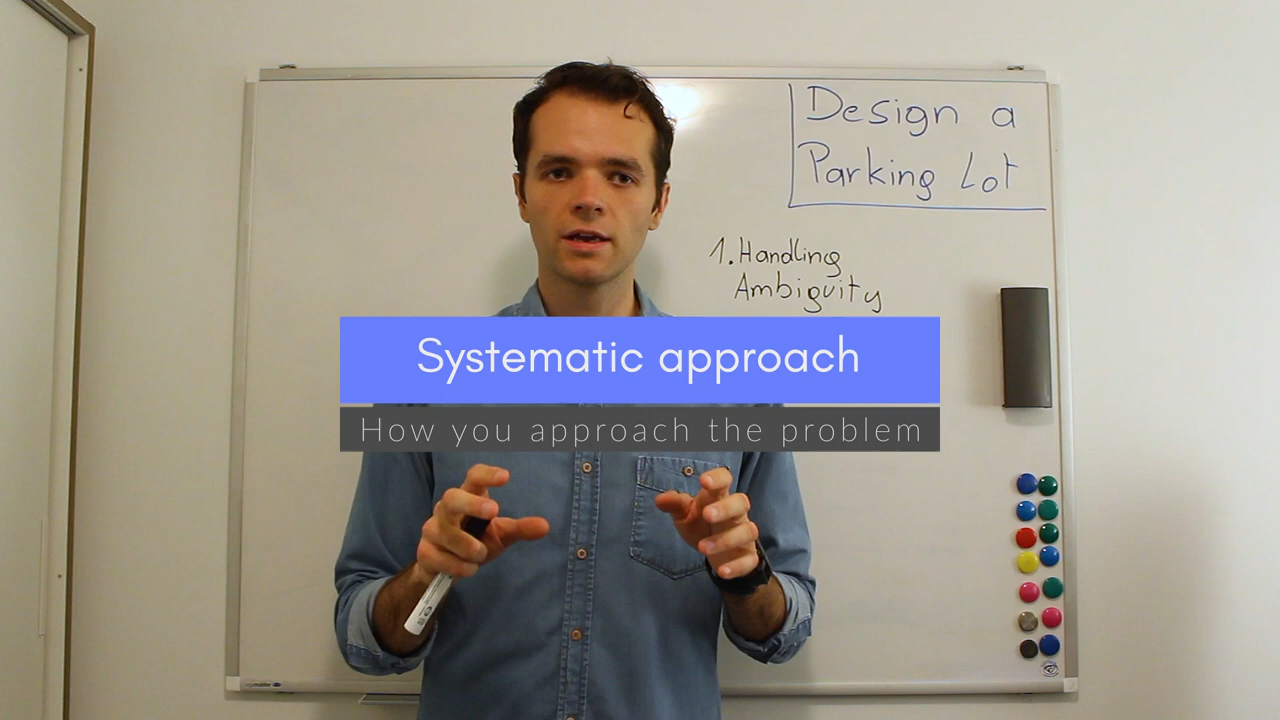 Design a
Parking Lot
1. Handling
Ambiguity
Systematic approach
How you approach the problem